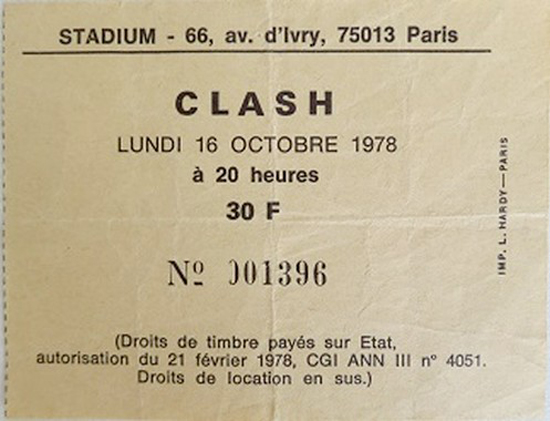 STADIUM - 66, av. d'Ivry, 75013 Paris
CLASH
LUNDI 16 OCTOBRE 1978
à 20 heures
30 F
Nº 001396
(Droits de timbre payés sur Etat,
autorisation du 21 février 1978, CGI ANN III n° 4051.
Droits de location en sus.)
IMP. L. HARDY — PARIS